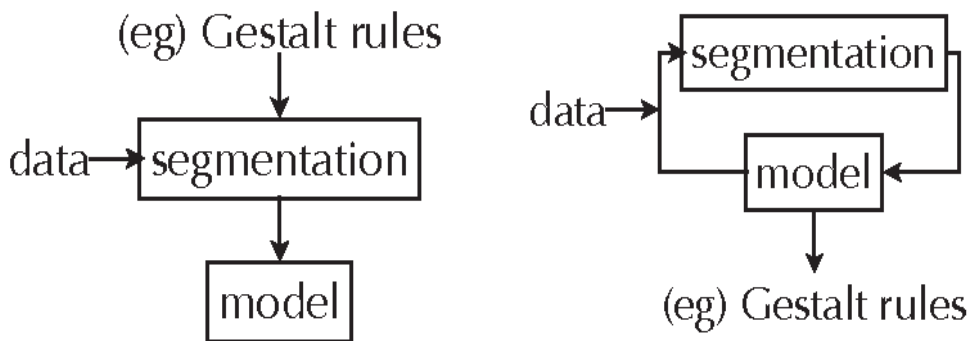 (eg) Gestalt rules
data
segmentation
model
segmentation
data
model
(eg) Gestalt rules